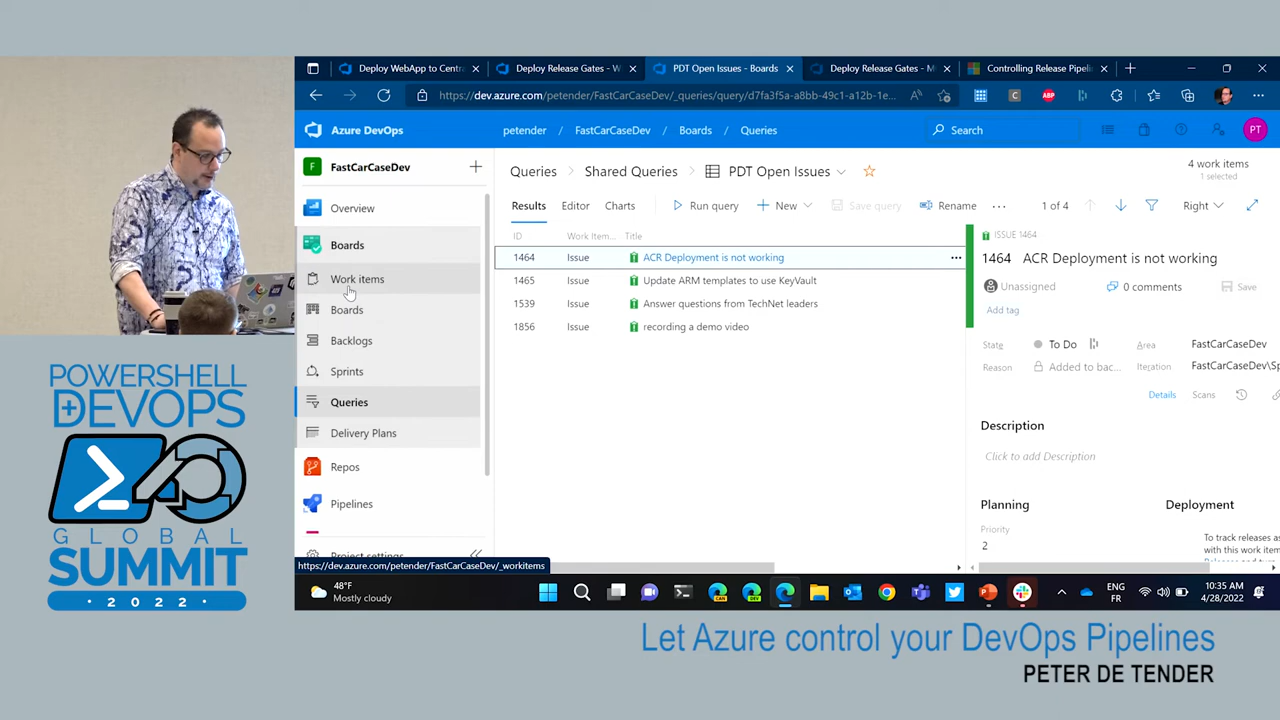 Deploy WebApp to Centra
Deploy Release Gates - W
PDT Open Issues - Boards
Deploy Release Gates - M
Controlling Release Pipeli
https://dev.azure.com/petender/FastCarCaseDev/_queries/query/d7fa3f5a-a8bb-49c1-a12b-1e...
ABP
Azure DevOps
petender
FastCarCaseDev
Boards
Queries
Search
PT
F
FastCarCaseDev
Overview
Boards
Work items
Boards
Backlogs
Sprints
Queries
Delivery Plans
Repos
Pipelines
Project settings
https://dev.azure.com/petender/FastCarCaseDev/_workitems
Queries > Shared Queries > PDT Open Issues
4 work items
1 selected
Results Editor Charts Run query New Save query Rename ... 1 of 4 Right
ID Work Item... Title
1464 Issue ACR Deployment is not working ...
1465 Issue Update ARM templates to use KeyVault
1539 Issue Answer questions from TechNet leaders
1856 Issue recording a demo video
ISSUE 1464
1464 ACR Deployment is not working
Unassigned 0 comments Save
Add tag
State To Do Area FastCarCaseDev
Reason Added to bac... Iteration FastCarCaseDev\Sp
Details Scans
Description
Click to add Description
Planning
Priority
2
Deployment
To track releases as
with this work item
48°F
Mostly cloudy
CAN
DEV
ENG
FR
10:35 AM
4/28/2022
POWERSHELL
+DEVOPS
GLOBAL
SUMMIT
· 2022 ·
Let Azure control your DevOps Pipelines
PETER DE TENDER